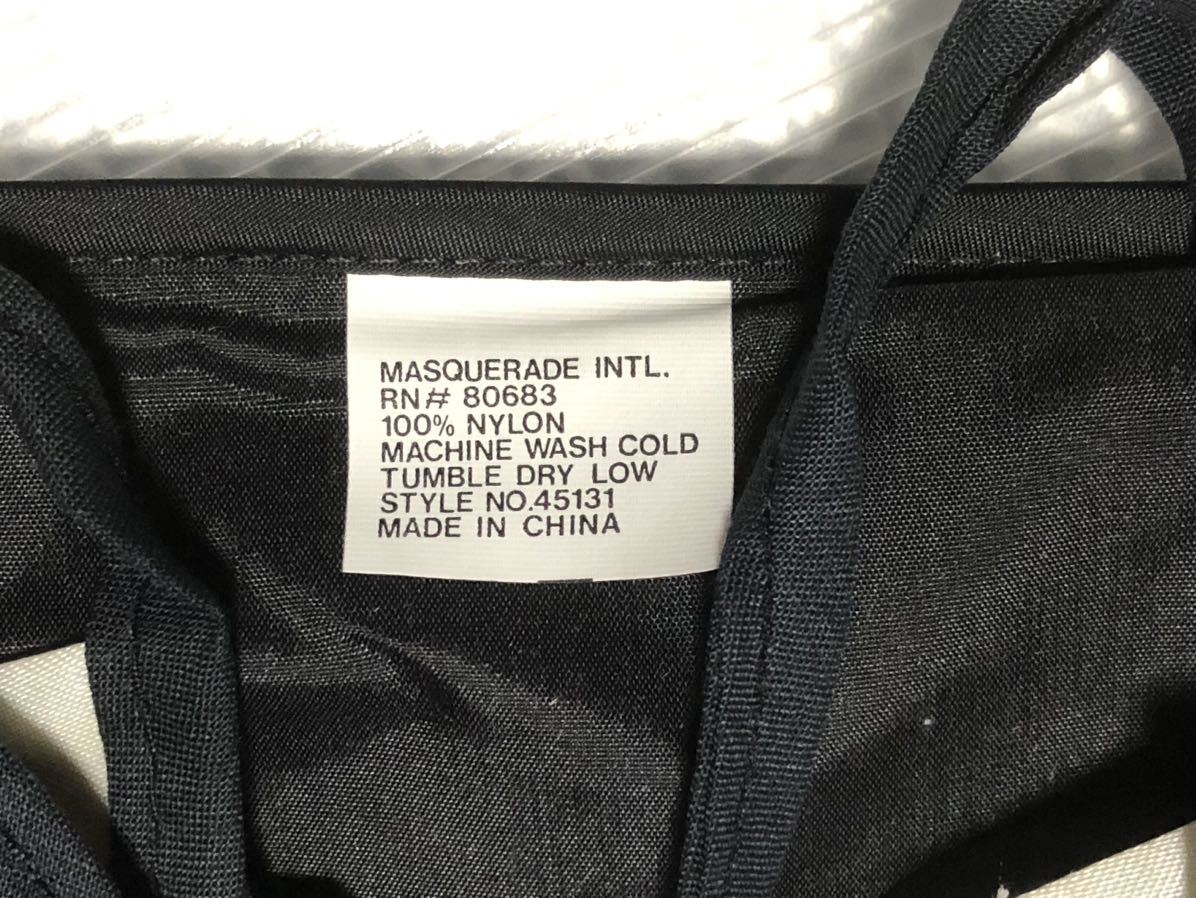 MASQUERADE INTL.
RN# 80683
100% NYLON
MACHINE WASH COLD
TUMBLE DRY LOW
STYLE NO.45131
MADE IN CHINA